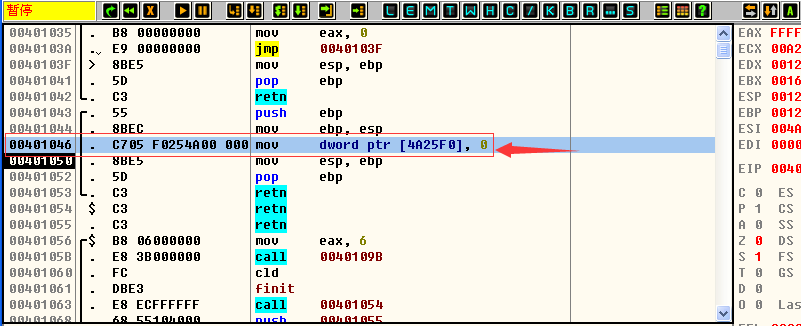 暂停 L E M T W H C / K B R ... S
00401035 . B8 00000000 mov eax, 0
0040103A . E9 00000000 jmp 0040103F
0040103F > 8BE5 mov esp, ebp
00401041 . 5D pop ebp
00401042 . C3 retn
00401043 . 55 push ebp
00401044 . 8BEC mov ebp, esp
00401046 . C705 F0254A00 000 mov dword ptr [4A25F0], 0
00401050 . 8BE5 mov esp, ebp
00401052 . 5D pop ebp
00401053 . C3 retn
00401054 $ C3 retn
00401055 . C3 retn
00401056 $ B8 06000000 mov eax, 6
0040105B . E8 3B000000 call 0040109B
00401060 . FC cld
00401061 . DBE3 finit
00401063 . E8 ECFFFFFF call 00401054
00401068 . 68 55104000 push 00401055
EAX FFFF
ECX 00A2
EDX 0012
EBX 0016
ESP 0012
EBP 0012
ESI 004A
EDI 0000
EIP 0040
C 0 ES
P 1 CS
A 0 SS
Z 0 DS
S 1 FS
T 0 GS
D 0
O 0 Las